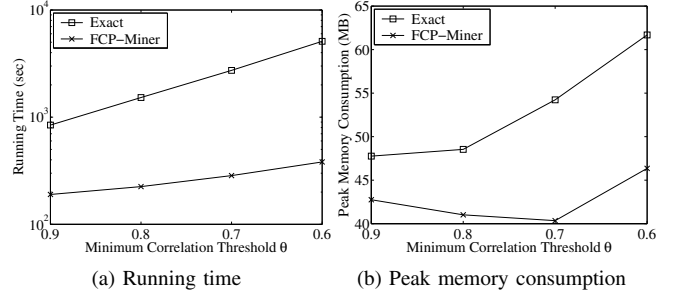 10^4
Exact
FCP−Miner
10^3
10^2
Running Time (sec)
0.9 0.8 0.7 0.6
Minimum Correlation Threshold θ
(a) Running time
65
Exact
FCP−Miner
60
55
50
45
40
Peak Memory Consumption (MB)
0.9 0.8 0.7 0.6
Minimum Correlation Threshold θ
(b) Peak memory consumption